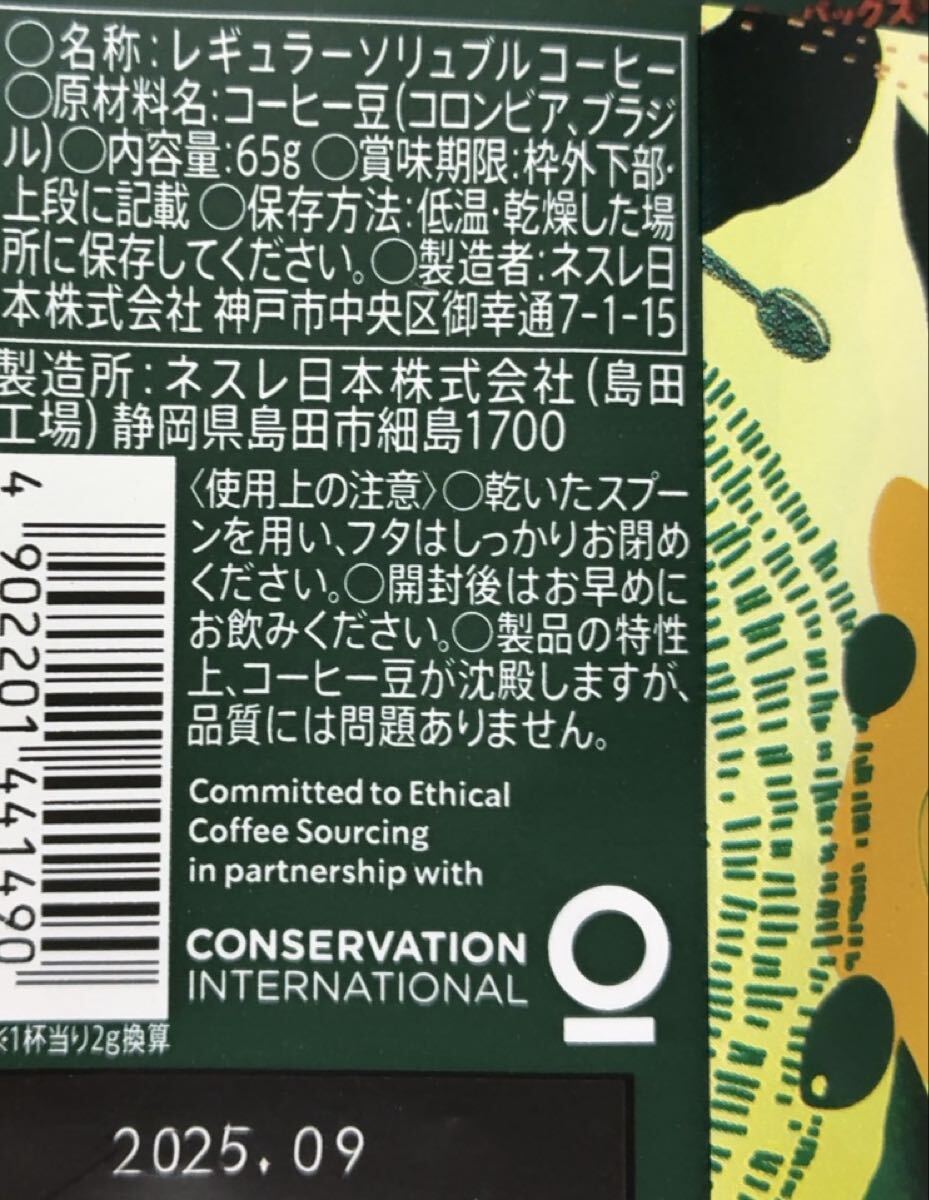 バックス
○名称:レギュラーソリュブルコーヒー
○原材料名:コーヒー豆(コロンビア、ブラジ
ル)○内容量:65g ○賞味期限:枠外下部・
上段に記載 ○保存方法:低温・乾燥した場
所に保存してください。○製造者:ネスレ日
本株式会社 神戸市中央区御幸通7-1-15
製造所:ネスレ日本株式会社(島田
工場)静岡県島田市細島1700
〈使用上の注意〉○乾いたスプー
ンを用い、フタはしっかりお閉め
ください。○開封後はお早めに
お飲みください。○製品の特性
上、コーヒー豆が沈殿しますが、
品質には問題ありません。
4 902201 441490
Committed to Ethical
Coffee Sourcing
in partnership with
CONSERVATION
INTERNATIONAL
※1杯当り2g換算
2025.09